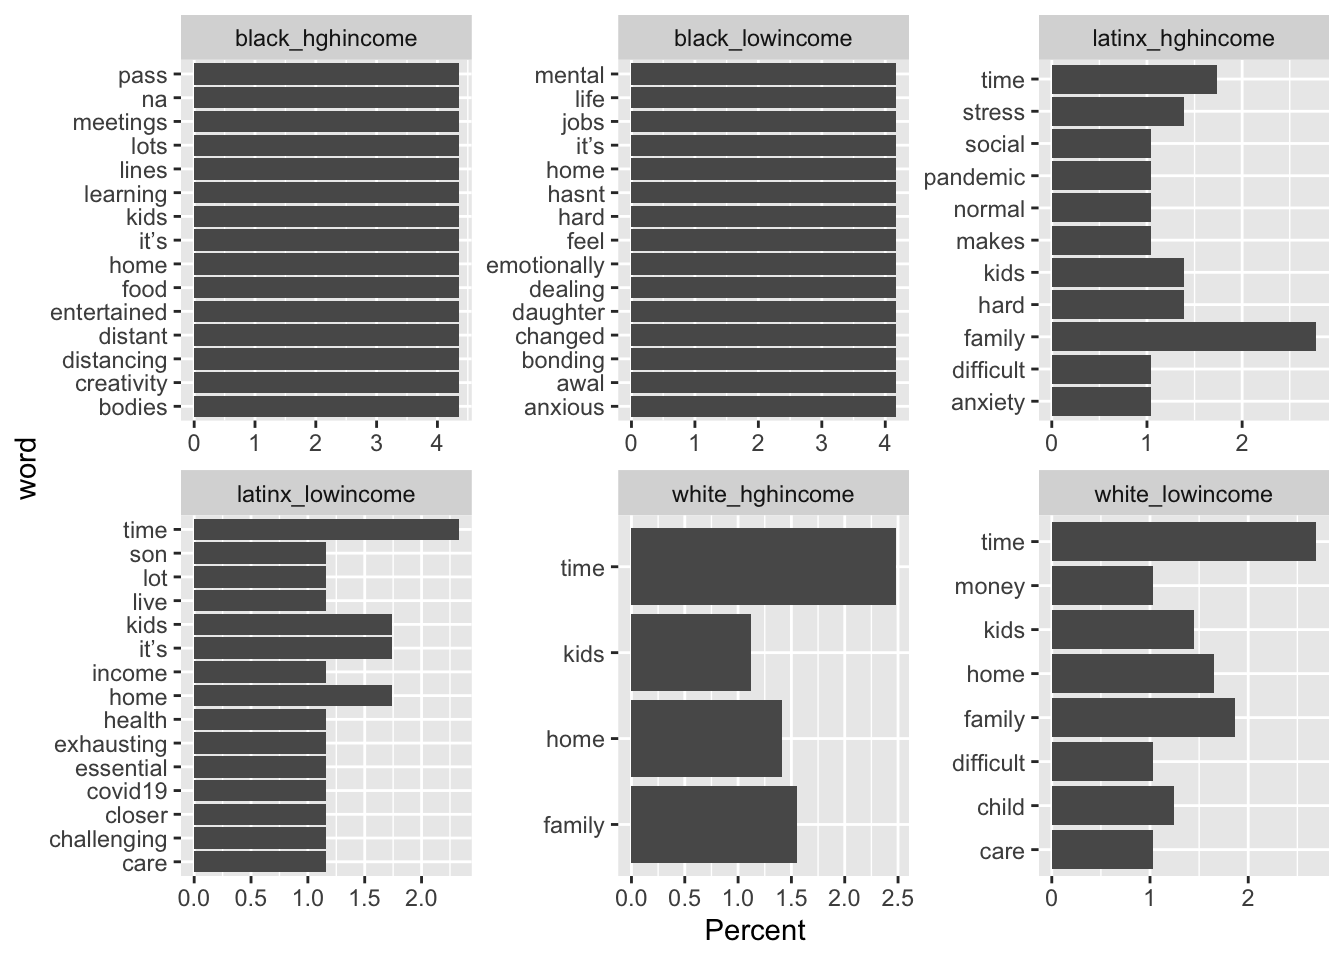 black_hghincome
pass
na
meetings
lots
lines
learning
kids
it’s
home
food
entertained
distant
distancing
creativity
bodies
0 1 2 3 4
black_lowincome
mental
life
jobs
it’s
home
hasnt
hard
feel
emotionally
dealing
daughter
changed
bonding
awal
anxious
0 1 2 3 4
latinx_hghincome
time
stress
social
pandemic
normal
makes
kids
hard
family
difficult
anxiety
0 1 2
word
latinx_lowincome
time
son
lot
live
kids
it’s
income
home
health
exhausting
essential
covid19
closer
challenging
care
0.0 0.5 1.0 1.5 2.0
white_hghincome
time
kids
home
family
0.0 0.5 1.0 1.5 2.0 2.5
white_lowincome
time
money
kids
home
family
difficult
child
care
0 1 2
Percent